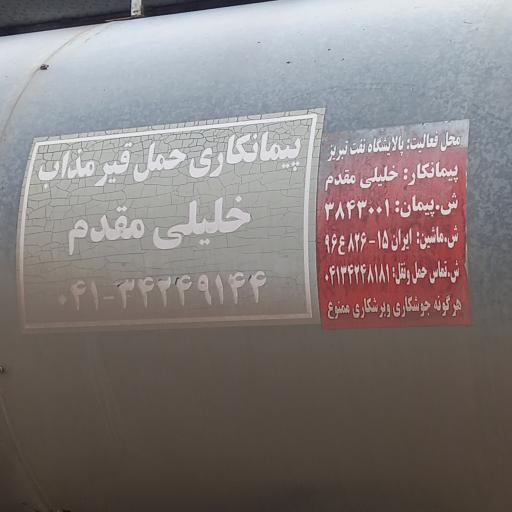 پیمانکاری حمل قیر مذاب
خلیلی مقدم
۰۴۱-۳۴۲۴۹۱۴۴
محل فعالیت: پالایشگاه نفت تبریز
پیمانکار: خلیلی مقدم
ش.پیمان: ۳۸۴۳۰۰۱
ش.ماشین: ایران ۱۵-۸۲۶ع۹۶
ش.تماس حمل ونقل: ۰۴۱۳۴۲۴۸۱۸۱
هرگونه جوشکاری وبرشکاری ممنوع